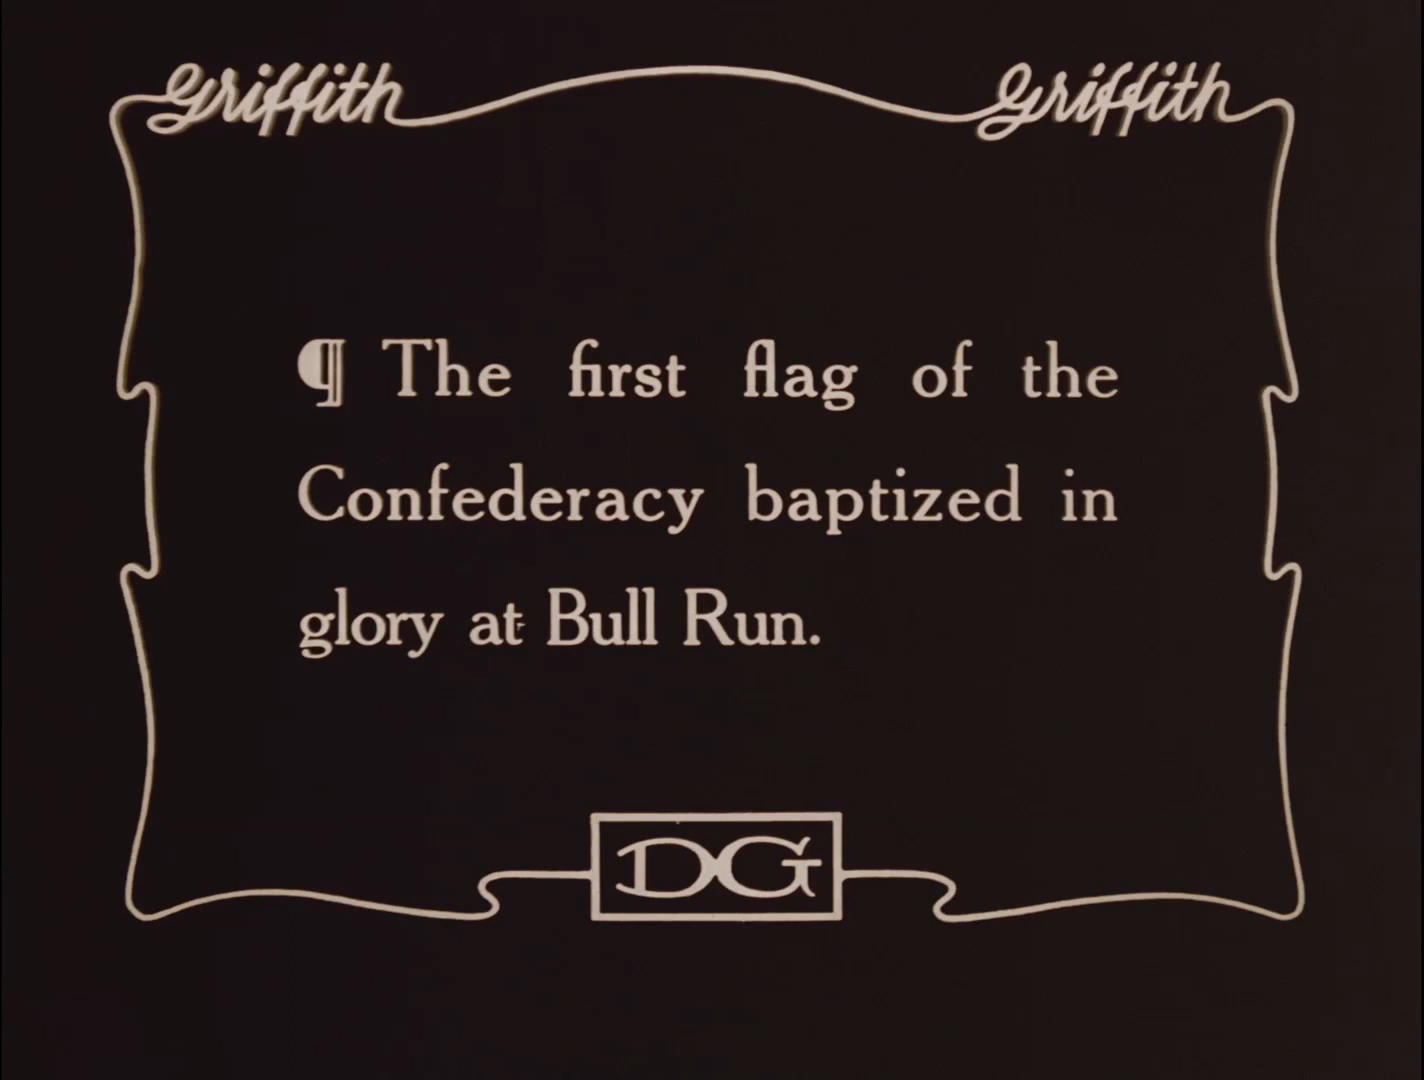 Griffith Griffith
¶ The first flag of the
Confederacy baptized in
glory at Bull Run.
DG